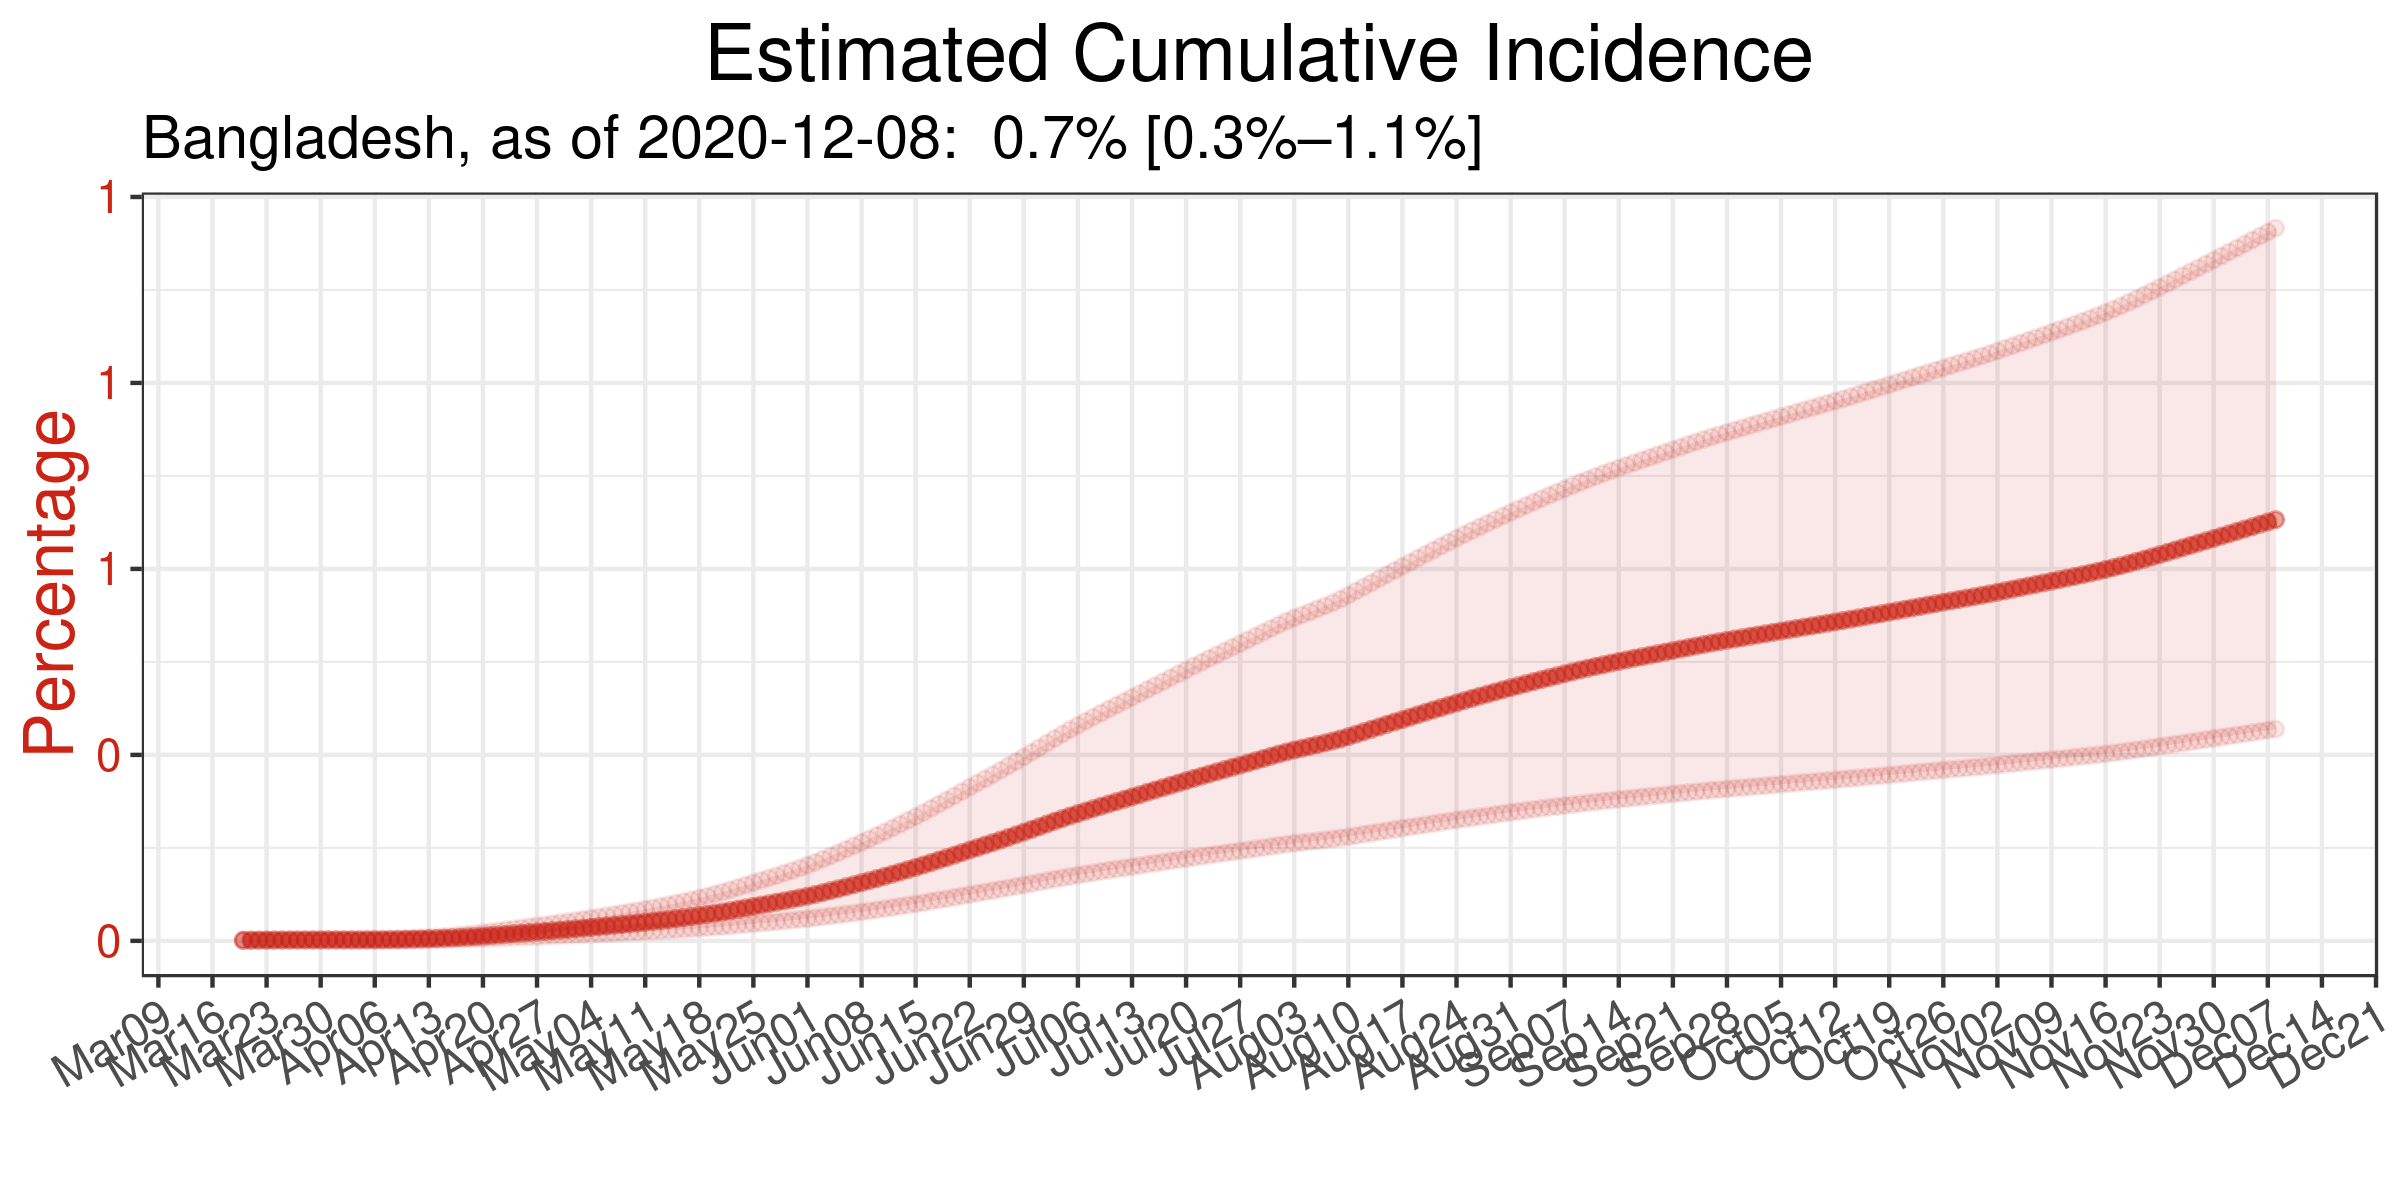 Estimated Cumulative Incidence
Bangladesh, as of 2020-12-08:  0.7% [0.3%–1.1%]
Percentage
1
1
1
0
0
Mar09
Mar16
Mar23
Mar30
Apr06
Apr13
Apr20
Apr27
May04
May11
May18
May25
Jun01
Jun08
Jun15
Jun22
Jun29
Jul06
Jul13
Jul20
Jul27
Aug03
Aug10
Aug17
Aug24
Aug31
Sep07
Sep14
Sep21
Sep28
Oct05
Oct12
Oct19
Oct26
Nov02
Nov09
Nov16
Nov23
Nov30
Dec07
Dec14
Dec21